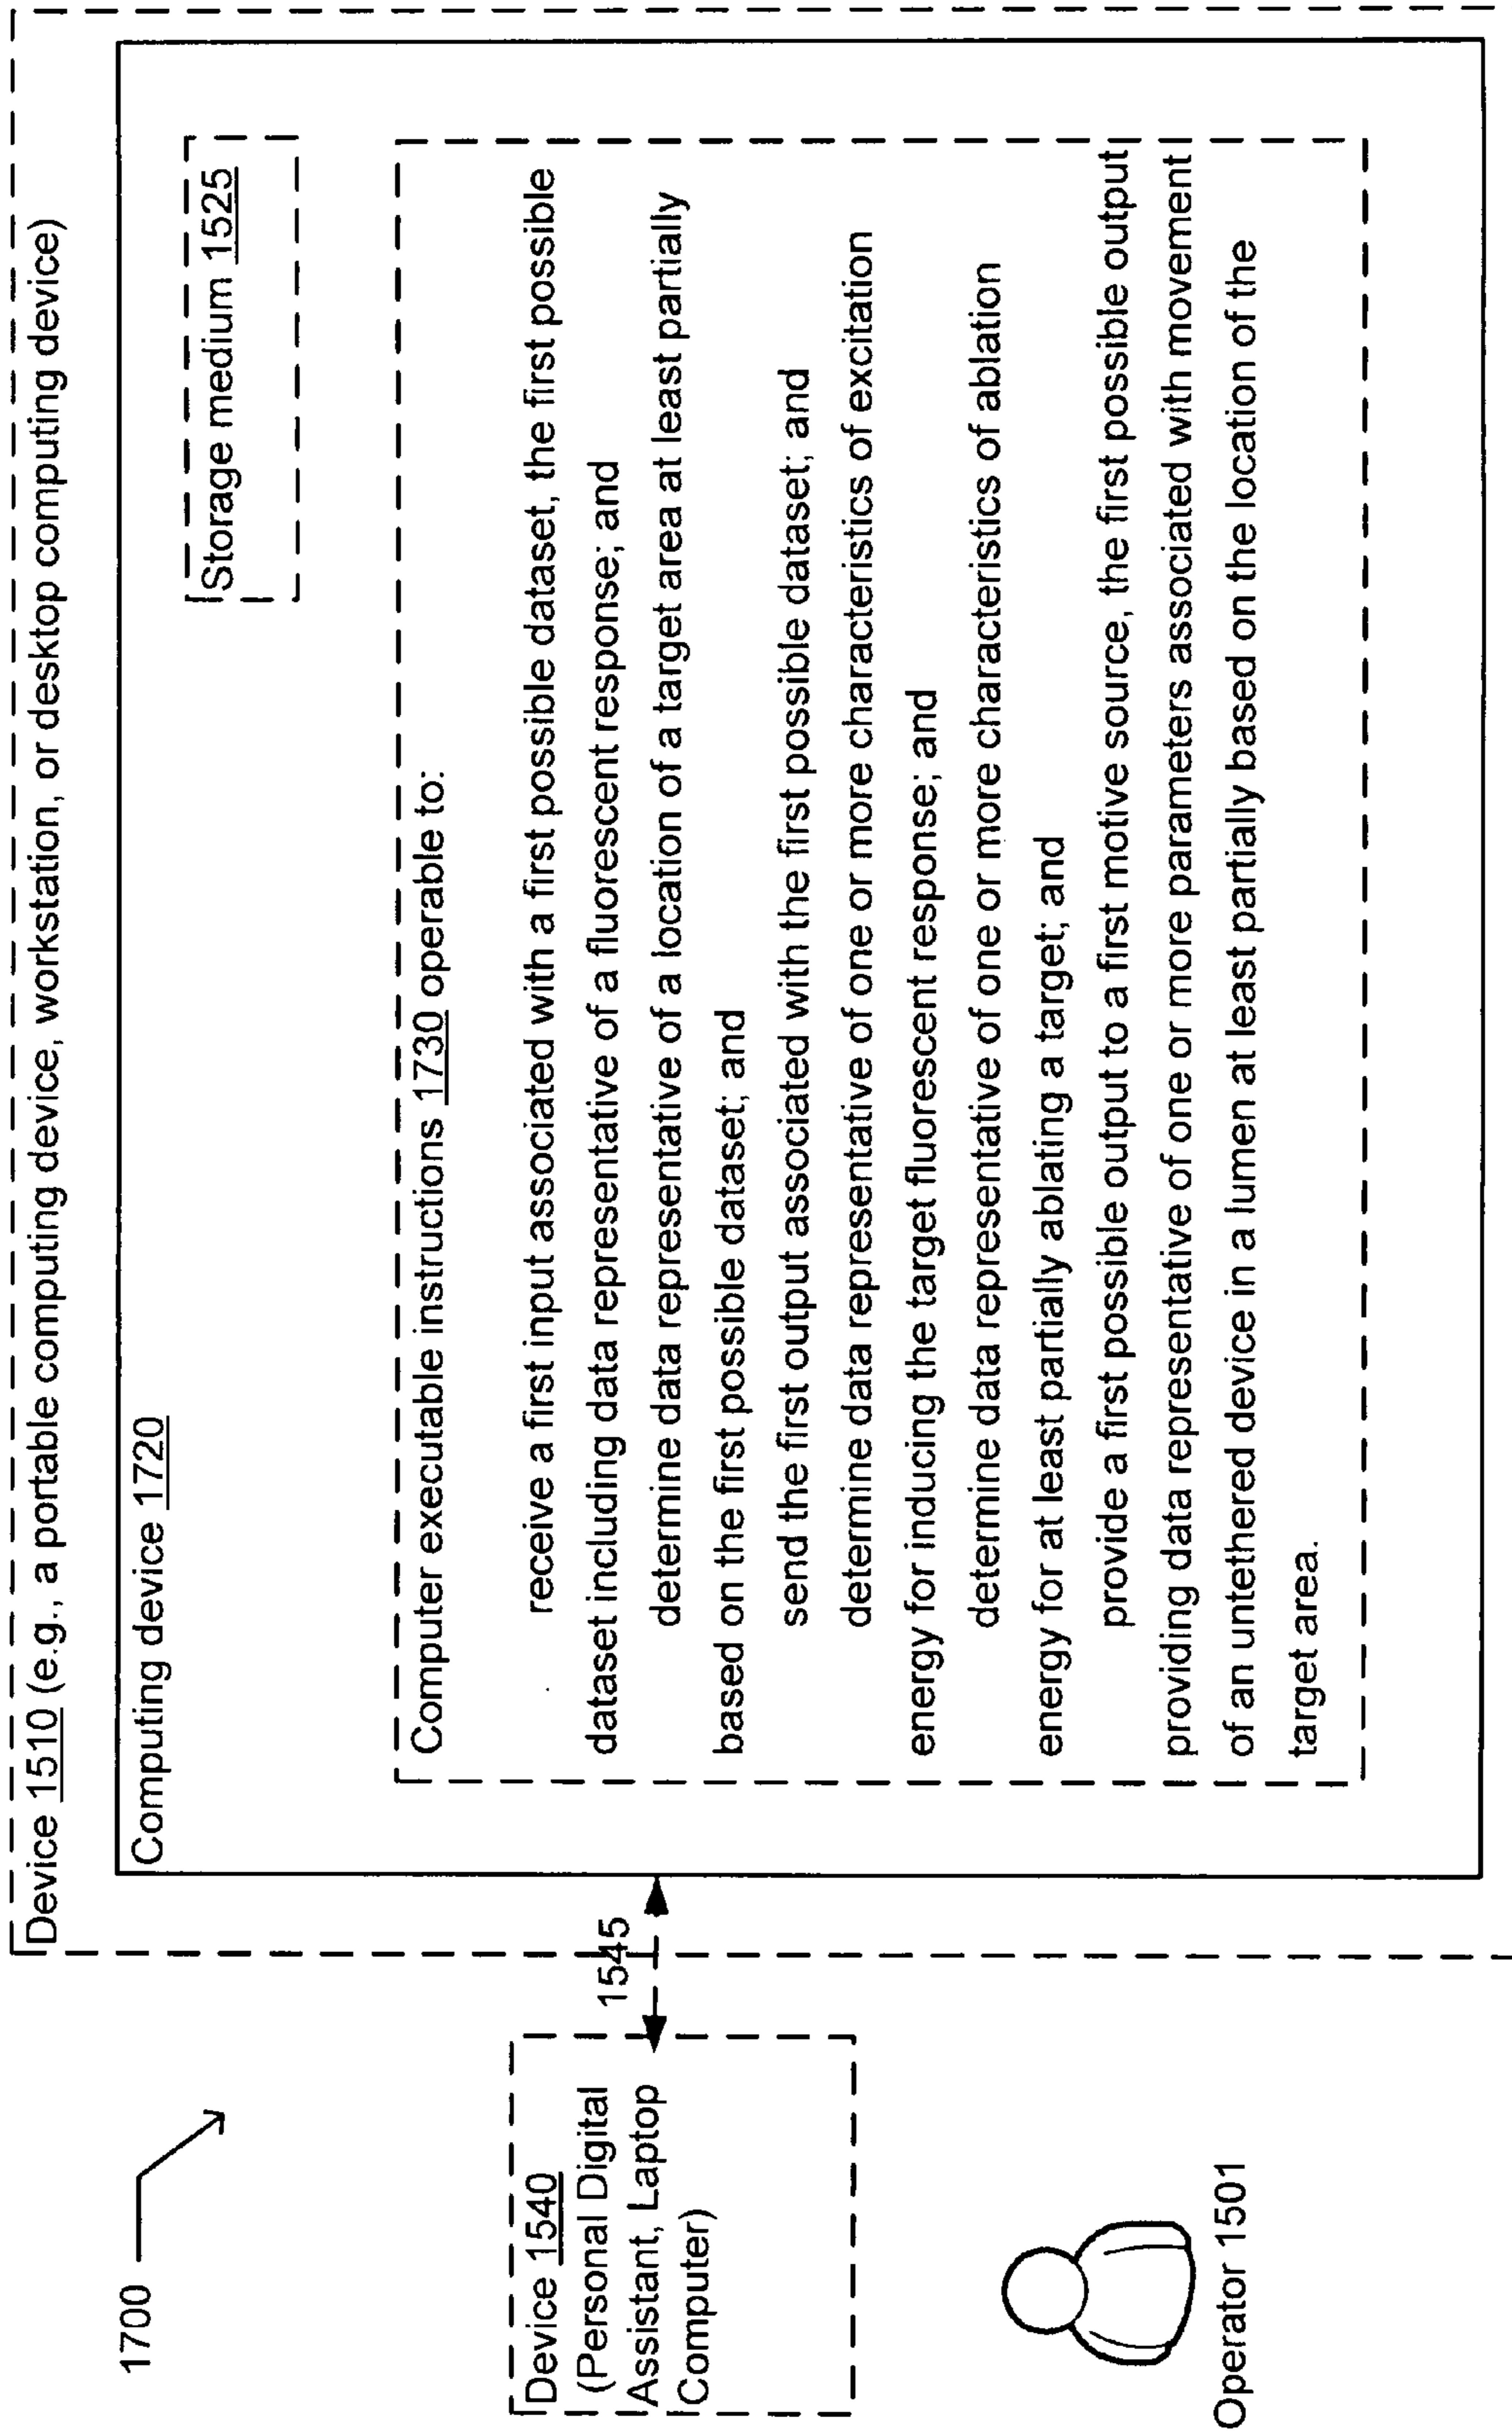 1700
Device 1510 (e.g., a portable computing device, workstation, or desktop computing device)
Computing device 1720
Storage medium 1525
Computer executable instructions 1730 operable to:
receive a first input associated with a first possible dataset, the first possible
dataset including data representative of a fluorescent response; and
determine data representative of a location of a target area at least partially
based on the first possible dataset; and
send the first output associated with the first possible dataset; and
determine data representative of one or more characteristics of excitation
energy for inducing the target fluorescent response; and
determine data representative of one or more characteristics of ablation
energy for at least partially ablating a target; and
provide a first possible output to a first motive source, the first possible output
providing data representative of one or more parameters associated with movement
of an untethered device in a lumen at least partially based on the location of the
target area.
1545
Device 1540
(Personal Digital
Assistant, Laptop
Computer)
Operator 1501